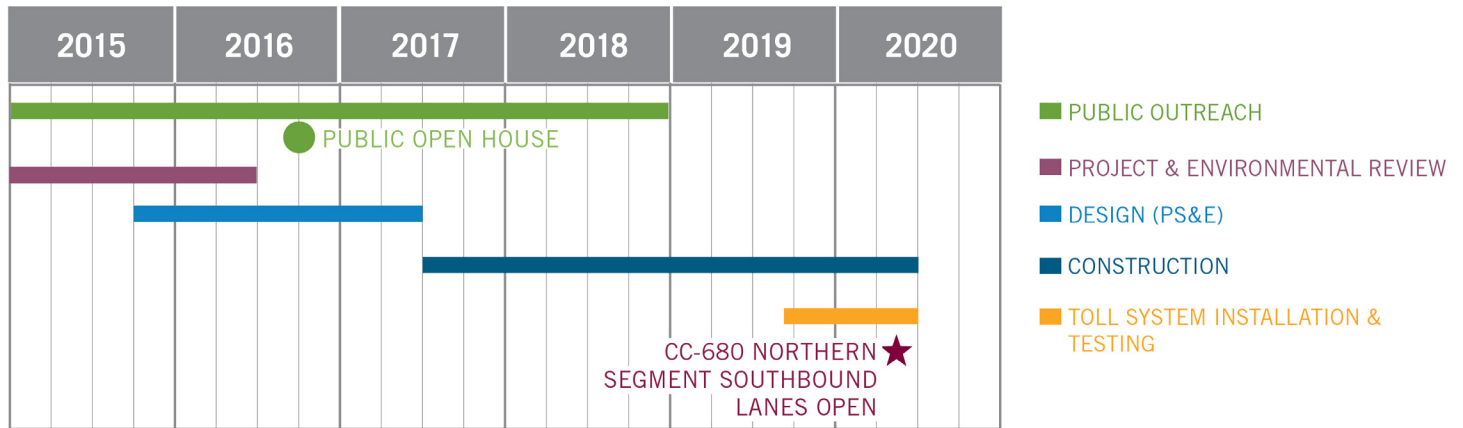 2015 2016 2017 2018 2019 2020
PUBLIC OUTREACH
PUBLIC OPEN HOUSE
PROJECT & ENVIRONMENTAL REVIEW
DESIGN (PS&E)
CONSTRUCTION
TOLL SYSTEM INSTALLATION &
TESTING
CC-680 NORTHERN
SEGMENT SOUTHBOUND
LANES OPEN